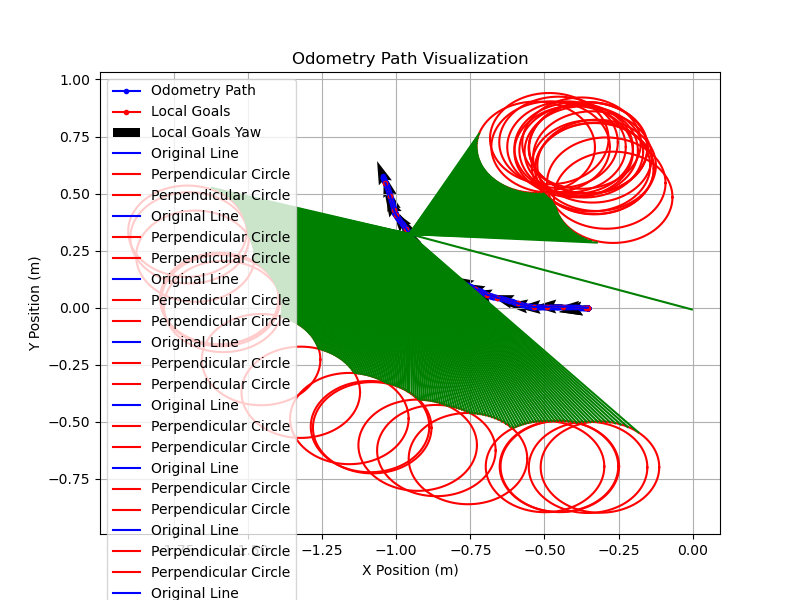 Odometry Path Visualization
1.00
0.75
0.50
0.25
0.00
−0.25
−0.50
−0.75
Y Position (m)
Odometry Path
Local Goals
Local Goals Yaw
Original Line
Perpendicular Circle
Perpendicular Circle
Original Line
Perpendicular Circle
Perpendicular Circle
Original Line
Perpendicular Circle
Perpendicular Circle
Original Line
Perpendicular Circle
Perpendicular Circle
Original Line
Perpendicular Circle
Perpendicular Circle
Original Line
Perpendicular Circle
Perpendicular Circle
Original Line
Perpendicular Circle
Perpendicular Circle
Original Line
−1.25
−1.00
−0.75
−0.50
−0.25
0.00
X Position (m)